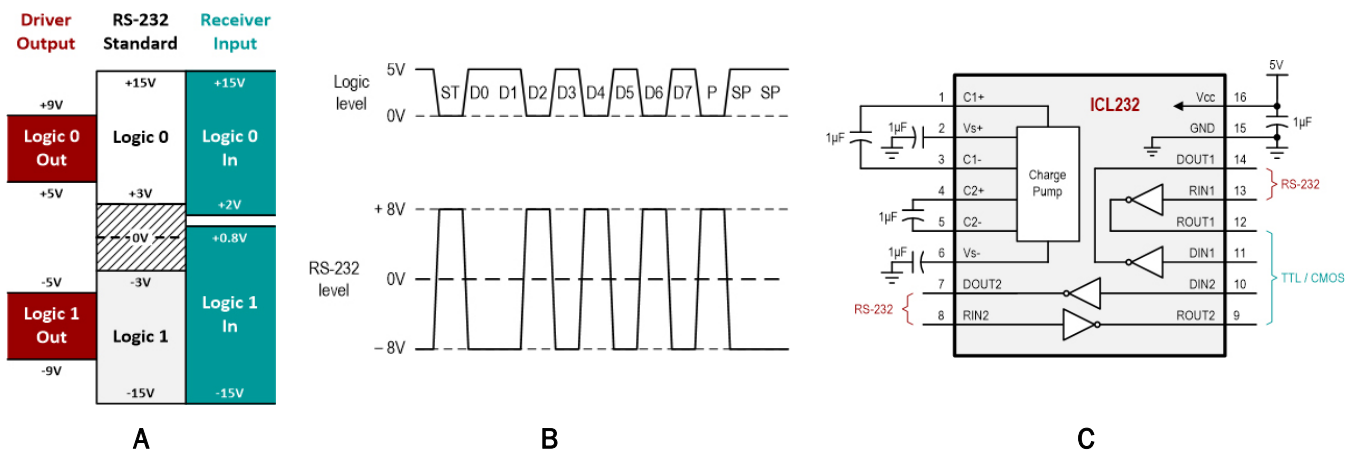 Driver
Output
RS-232
Standard
Receiver
Input
+15V
+15V
+9V
Logic 0
Out
Logic 0
Logic 0
In
+5V
+3V
+2V
0V
+0.8V
-5V
-3V
Logic 1
Out
Logic 1
Logic 1
In
-9V
-15V
-15V
A
Logic
level
5V
0V
ST D0 D1 D2 D3 D4 D5 D6 D7 P SP SP
RS-232
level
+ 8V
0V
– 8V
B
ICL232
5V
1 C1+
Vcc 16
1µF
1µF
2 Vs+
GND 15
1µF
3 C1-
DOUT1 14
Charge
Pump
4 C2+
RIN1 13
RS-232
1µF
5 C2-
ROUT1 12
1µF
6 Vs-
DIN1 11
TTL / CMOS
7 DOUT2
DIN2 10
RS-232
8 RIN2
ROUT2 9
C